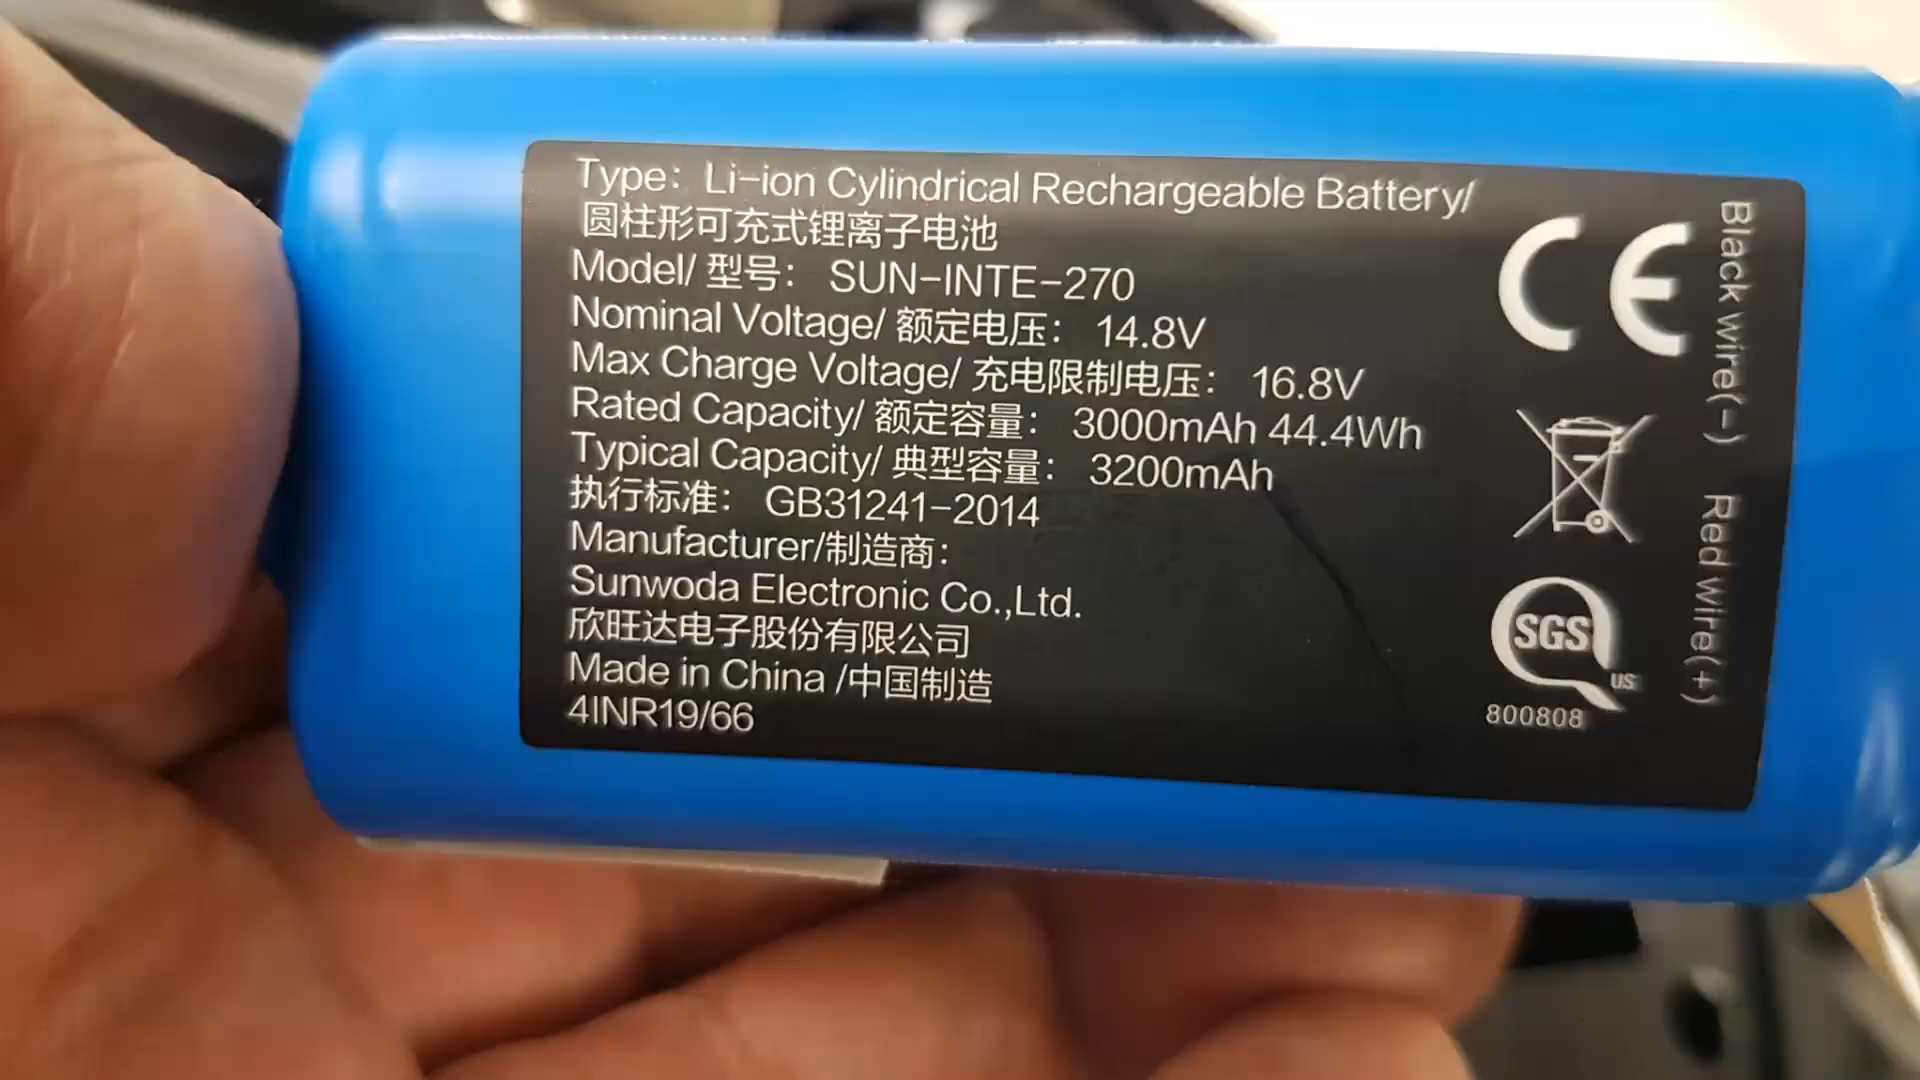 Type: Li-ion Cylindrical Rechargeable Battery/
圆柱形可充式锂离子电池
Model/ 型号: SUN-INTE-270
Nominal Voltage/ 额定电压: 14.8V
Max Charge Voltage/ 充电限制电压: 16.8V
Rated Capacity/ 额定容量: 3000mAh 44.4Wh
Typical Capacity/ 典型容量: 3200mAh
执行标准: GB31241-2014
Manufacturer/制造商:
Sunwoda Electronic Co.,Ltd.
欣旺达电子股份有限公司
Made in China /中国制造
4INR19/66
CE
SGS
US
800808
Black wire(-) Red wire(+)